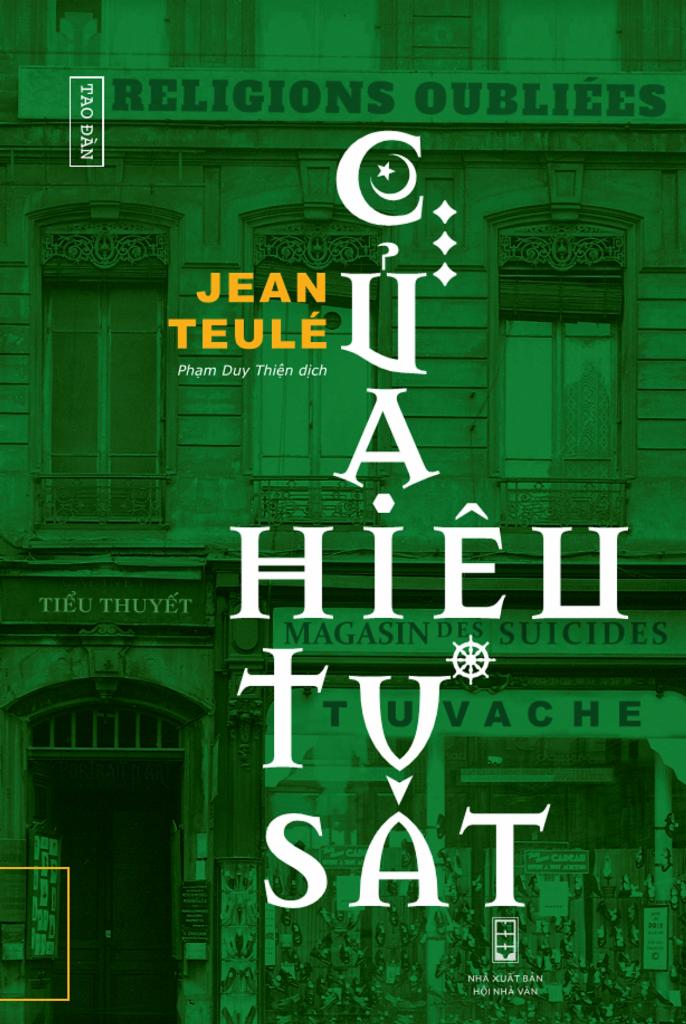 RELIGIONS OUBLIÉES
TAO ĐÀN
CỬA
HIỆU
TỰ
SÁT
JEAN
TEULÉ
Phạm Duy Thiện dịch
TIỂU THUYẾT
MAGASIN DES SUICIDES
TUVACHE
NHÀ XUẤT BẢN
HỘI NHÀ VĂN